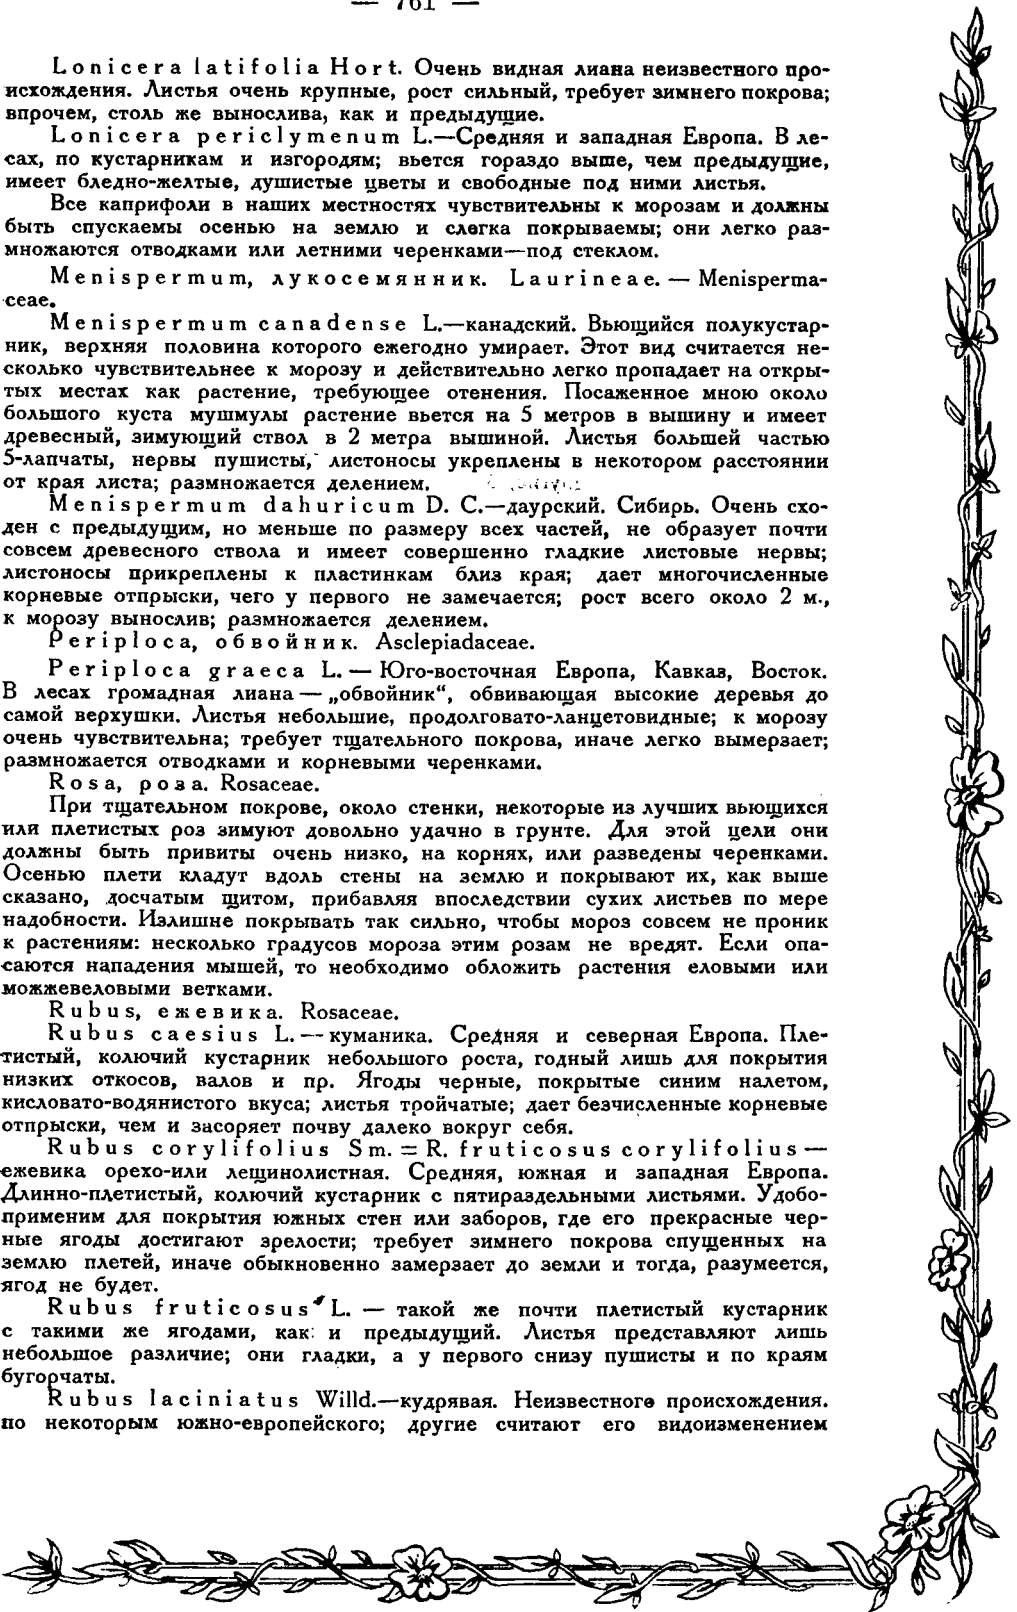 — 761 —
Lonicera latifolia Hort. Очень видная лиана неизвестного про-
исхождения. Листья очень крупные, рост сильный, требует зимнего покрова;
впрочем, столь же вынослива, как и предыдущие.
Lonicera periclymenum L.—Средняя и западная Европа. В ле-
сах, по кустарникам и изгородям; вьется гораздо выше, чем предыдущие,
имеет бледно-желтые, душистые цветы и свободные под ними листья.
Все каприфоли в наших местностях чувствительны к морозам и должны
быть спускаемы осенью на землю и слегка покрываемы; они легко раз-
множаются отводками или летними черенками—под стеклом.
Menispermum, лукосемянник. Laurineae. — Menisperma-
ceae.
Menispermum canadense L.—канадский. Вьющийся полукустар-
ник, верхняя половина которого ежегодно умирает. Этот вид считается не-
сколько чувствительнее к морозу и действительно легко пропадает на откры-
тых местах как растение, требующее отенения. Посаженное мною около
большого куста мушмулы растение вьется на 5 метров в вышину и имеет
древесный, зимующий ствол в 2 метра вышиной. Листья большей частью
5-лапчаты, нервы пушисты, листоносы укреплены в некотором расстоянии
от края листа; размножается делением.
Menispermum dahuricum D. C.—даурский. Сибирь. Очень схо-
ден с предыдущим, но меньше по размеру всех частей, не образует почти
совсем древесного ствола и имеет совершенно гладкие листовые нервы;
листоносы прикреплены к пластинкам близ края; дает многочисленные
корневые отпрыски, чего у первого не замечается; рост всего около 2 м.,
к морозу вынослив; размножается делением.
Periploca, обвойник. Asclepiadaceae.
Periploca graeca L. — Юго-восточная Европа, Кавказ, Восток.
В лесах громадная лиана — „обвойник“, обвивающая высокие деревья до
самой верхушки. Листья небольшие, продолговато-ланцетовидные; к морозу
очень чувствительна; требует тщательного покрова, иначе легко вымерзает;
размножается отводками и корневыми черенками.
Rosa, роза. Rosaceae.
При тщательном покрове, около стенки, некоторые из лучших вьющихся
или плетистых роз зимуют довольно удачно в грунте. Для этой цели они
должны быть привиты очень низко, на корнях, или разведены черенками.
Осенью плети кладут вдоль стены на землю и покрывают их, как выше
сказано, досчатым щитом, прибавляя впоследствии сухих листьев по мере
надобности. Излишне покрывать так сильно, чтобы мороз совсем не проник
к растениям: несколько градусов мороза этим розам не вредят. Если опа-
саются нападения мышей, то необходимо обложить растения еловыми или
можжевеловыми ветками.
Rubus, ежевика. Rosaceae.
Rubus caesius L. — куманика. Средняя и северная Европа. Пле-
тистый, колючий кустарник небольшого роста, годный лишь для покрытия
низких откосов, валов и пр. Ягоды черные, покрытые синим налетом,
кисловато-водянистого вкуса; листья тройчатые; дает безчисленные корневые
отпрыски, чем и засоряет почву далеко вокруг себя.
Rubus corylifolius Sm. = R. fruticosus corylifolius —
ежевика орехо-или лещинолистная. Средняя, южная и западная Европа.
Длинно-плетистый, колючий кустарник с пятираздельными листьями. Удобо-
применим для покрытия южных стен или заборов, где его прекрасные чер-
ные ягоды достигают зрелости; требует зимнего покрова спущенных на
землю плетей, иначе обыкновенно замерзает до земли и тогда, разумеется,
ягод не будет.
Rubus fruticosus L. — такой же почти плетистый кустарник
с такими же ягодами, как и предыдущий. Листья представляют лишь
небольшое различие; они гладки, а у первого снизу пушисты и по краям
бугорчаты.
Rubus laciniatus Willd.—кудрявая. Неизвестного происхождения.
по некоторым южно-европейского; другие считают его видоизменением